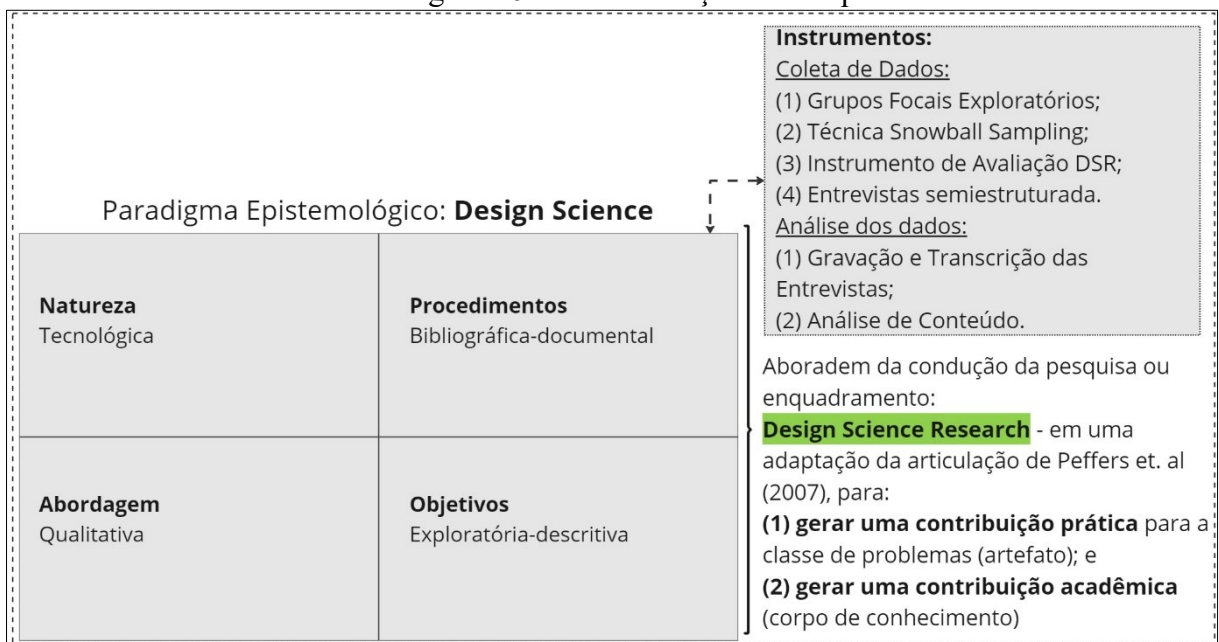 Instrumentos:
Coleta de Dados:
(1) Grupos Focais Exploratórios;
(2) Técnica Snowball Sampling;
(3) Instrumento de Avaliação DSR;
(4) Entrevistas semiestruturada.
Análise dos dados:
(1) Gravação e Transcrição das
Entrevistas;
(2) Análise de Conteúdo.
Paradigma Epistemológico: Design Science
Natureza
Tecnológica
Procedimentos
Bibliográfica-documental
Abordagem
Qualitativa
Objetivos
Exploratória-descritiva
Aboradem da condução da pesquisa ou
enquadramento:
Design Science Research - em uma
adaptação da articulação de Peffers et. al
(2007), para:
(1) gerar uma contribuição prática para a
classe de problemas (artefato); e
(2) gerar uma contribuição acadêmica
(corpo de conhecimento)